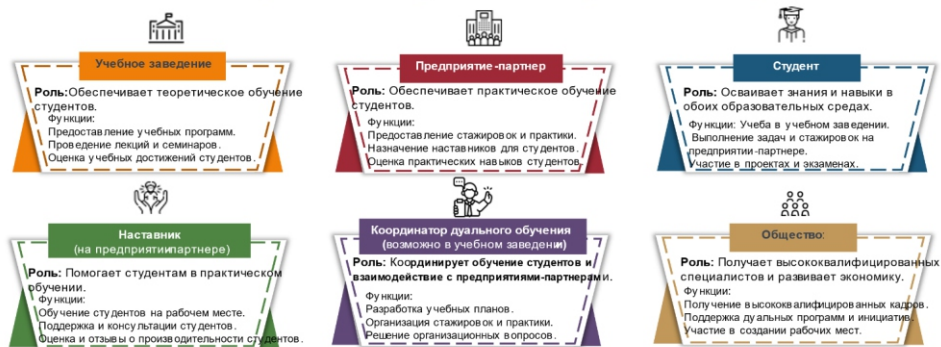 Учебное заведение
Роль:Обеспечивает теоретическое обучение
студентов.
Функции:
Предоставление учебных программ.
Проведение лекций и семинаров.
Оценка учебных достижений студентов.
Предприятие-партнер
Роль: Обеспечивает практическое обучение
студентов.
Функции:
Предоставление стажировок и практики.
Назначение наставников для студентов.
Оценка практических навыков студентов.
Студент
Роль: Осваивает знания и навыки в
обоих образовательных средах.
Функции: Учеба в учебном заведении.
Выполнение задач и стажировок на
предприятии-партнере.
Участие в проектах и экзаменах.
Наставник
(на предприятиипартнере)
Роль: Помогает студентам в практическом
обучении.
Функции:
Обучение студентов на рабочем месте.
Поддержка и консультации студентов.
Оценка и отзывы о производительности студентов.
Координатор дуального обучения
(возможно в учебном заведении)
Роль: Координирует обучение студентов и
взаимодействие с предприятиями-партнерами.
Функции:
Разработка учебных планов.
Организация стажировок и практики.
Решение организационных вопросов.
Общество:
Роль: Получает высококвалифицированных
специалистов и развивает экономику.
Функции:
Получение высококвалифицированных кадров.
Поддержка дуальных программ и инициатив.
Участие в создании рабочих мест.